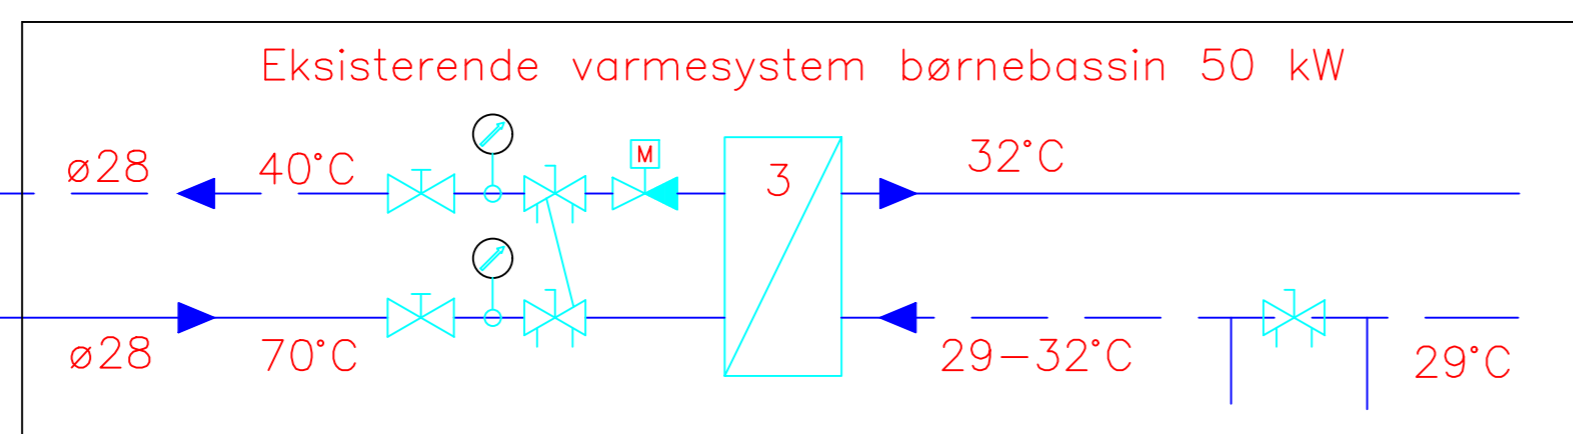 Eksisterende varmesystem børnebassin 50 kW
ø28 40°C M 3 32°C
ø28 70°C 29-32°C 29°C